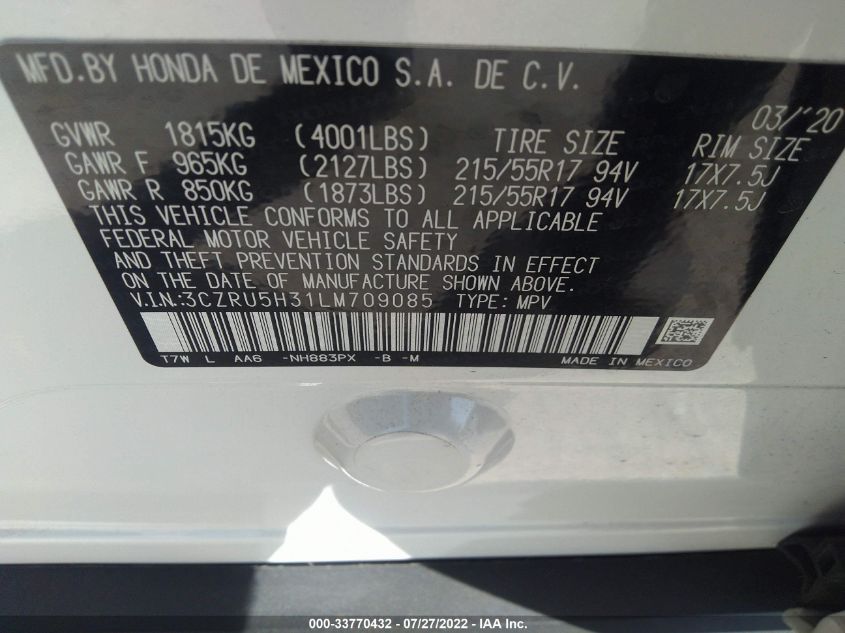 MFD.BY HONDA DE MEXICO S.A. DE C.V.
03/'20
GVWR 1815KG (4001LBS) TIRE SIZE RIM SIZE
GAWR F 965KG (2127LBS) 215/55R17 94V 17X7.5J
GAWR R 850KG (1873LBS) 215/55R17 94V 17X7.5J
THIS VEHICLE CONFORMS TO ALL APPLICABLE
FEDERAL MOTOR VEHICLE SAFETY
AND THEFT PREVENTION STANDARDS IN EFFECT
ON THE DATE OF MANUFACTURE SHOWN ABOVE.
V.I.N.:3CZRU5H31LM709085 TYPE: MPV
T7W L AA6 -NH883PX -B -M MADE IN MEXICO
000-33770432 - 07/27/2022 - IAA Inc.